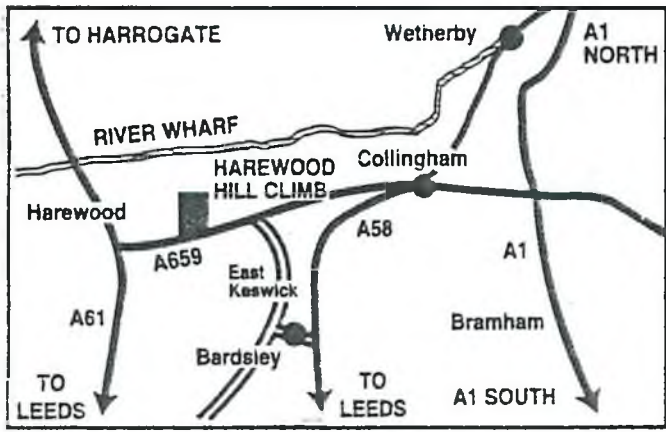 TO HARROGATE
Wetherby
A1
NORTH
RIVER WHARF
HAREWOOD
HILL CLIMB
Collingham
Harewood
A659
A58
East
Keswick
A1
A61
Bardsley
Bramham
TO
LEEDS
TO
LEEDS
A1 SOUTH